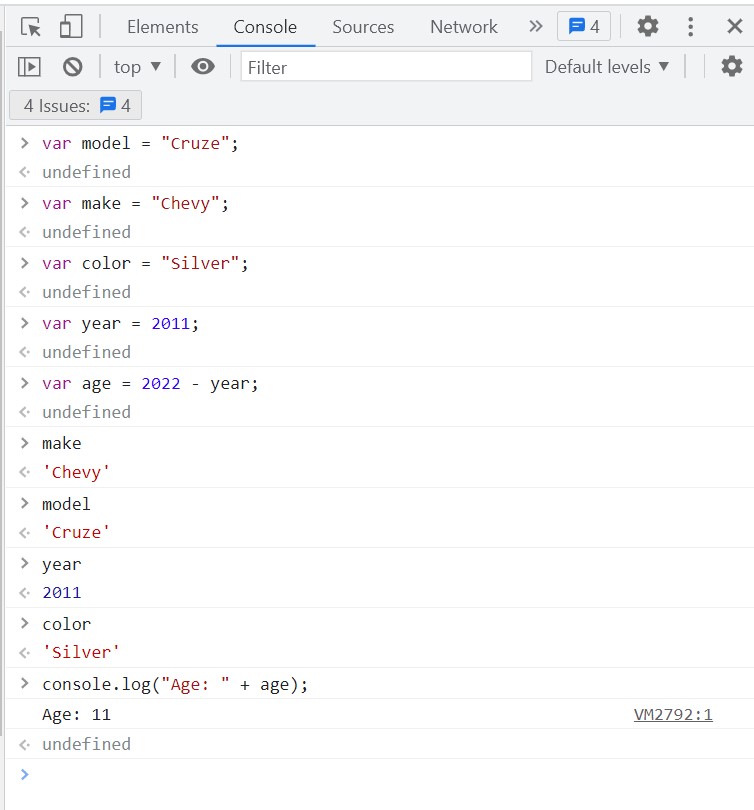 Elements Console Sources Network 4
top Filter Default levels
4 Issues: 4
var model = "Cruze";
undefined
var make = "Chevy";
undefined
var color = "Silver";
undefined
var year = 2011;
undefined
var age = 2022 - year;
undefined
make
'Chevy'
model
'Cruze'
year
2011
color
'Silver'
console.log("Age: " + age);
Age: 11 VM2792:1
undefined